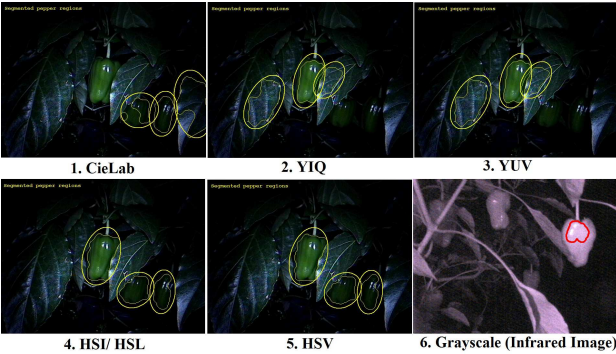 Segmented pepper regions
Segmented pepper regions
Segmented pepper regions
1. CieLab
2. YIQ
3. YUV
Segmented pepper regions
Segmented pepper regions
4. HSI/ HSL
5. HSV
6. Grayscale (Infrared Image)